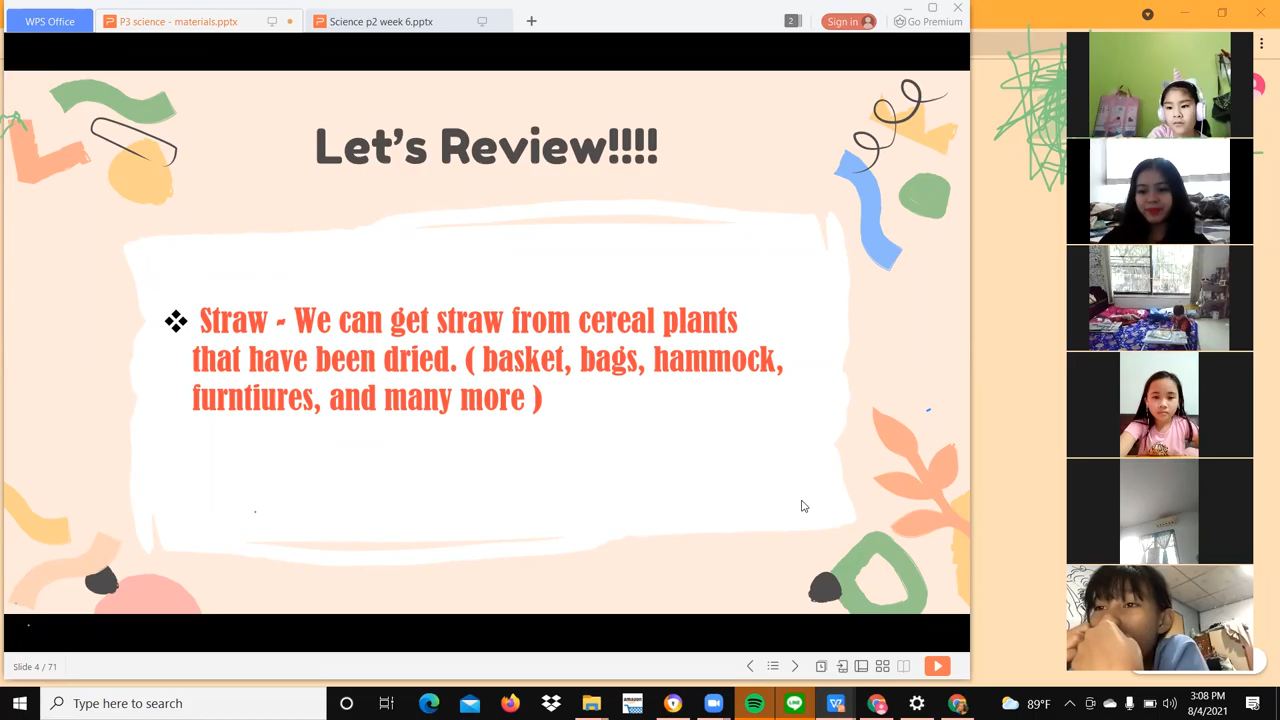 WPS Office
P3 science - materials.pptx
Science p2 week 6.pptx
2
Sign in
Go Premium
Let's Review!!!!
❖ Straw - We can get straw from cereal plants
that have been dried. ( basket, bags, hammock,
furntiures, and many more )
Slide 4 / 71
Type here to search
89°F
3:08 PM
8/4/2021